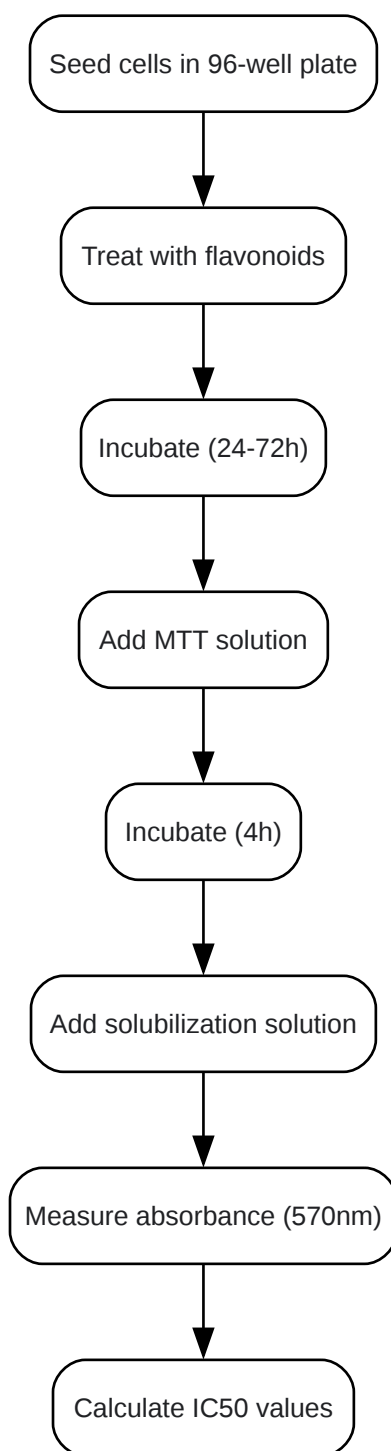 Seed cells in 96-well plate
Treat with flavonoids
Incubate (24-72h)
Add MTT solution
Incubate (4h)
Add solubilization solution
Measure absorbance (570nm)
Calculate IC50 values